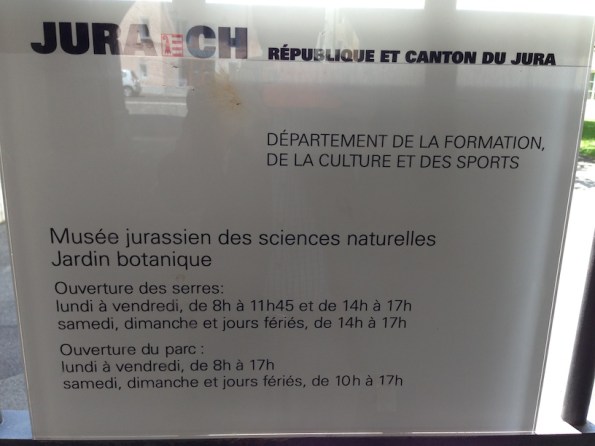 JURA CH RÉPUBLIQUE ET CANTON DU JURA
DÉPARTEMENT DE LA FORMATION,
DE LA CULTURE ET DES SPORTS
Musée jurassien des sciences naturelles
Jardin botanique
Ouverture des serres:
lundi à vendredi, de 8h à 11h45 et de 14h à 17h
samedi, dimanche et jours fériés, de 14h à 17h
Ouverture du parc :
lundi à vendredi, de 8h à 17h
samedi, dimanche et jours fériés, de 10h à 17h